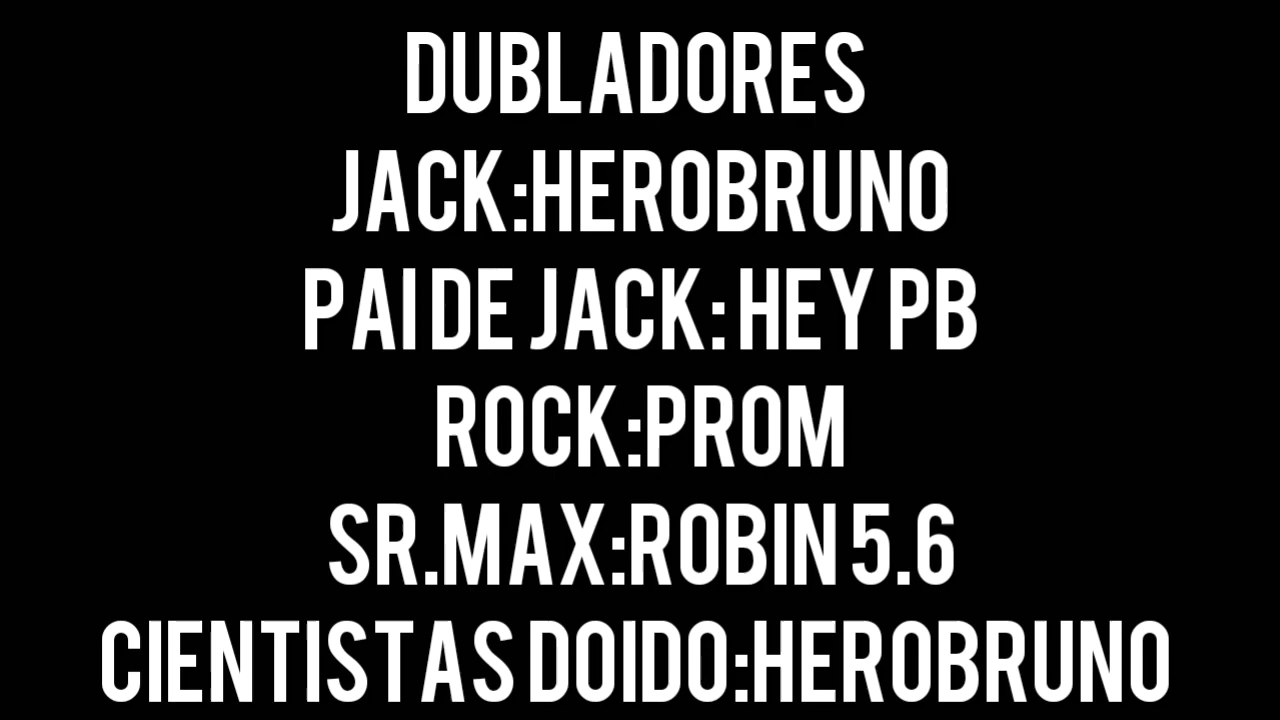 DUBLADORES
JACK:HEROBRUNO
PAI DE JACK: HEY PB
ROCK:PROM
SR.MAX:ROBIN 5.6
CIENTISTAS DOIDO:HEROBRUNO